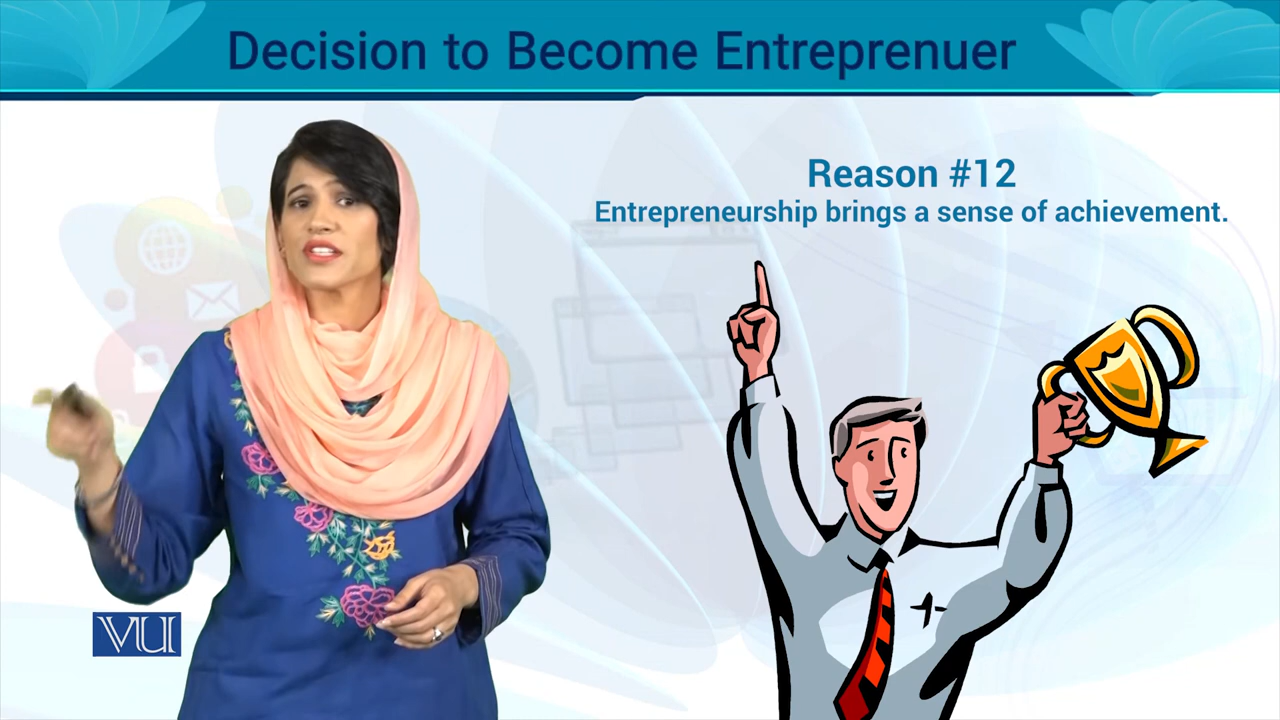 Decision to Become Entreprenuer
Reason #12
Entrepreneurship brings a sense of achievement.
VU